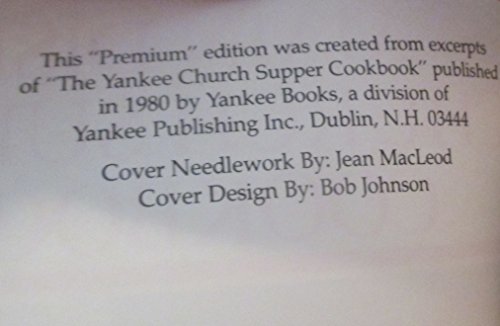 This "Premium" edition was created from excerpts
of "The Yankee Church Supper Cookbook" published
in 1980 by Yankee Books, a division of
Yankee Publishing Inc., Dublin, N.H. 03444
Cover Needlework By: Jean MacLeod
Cover Design By: Bob Johnson